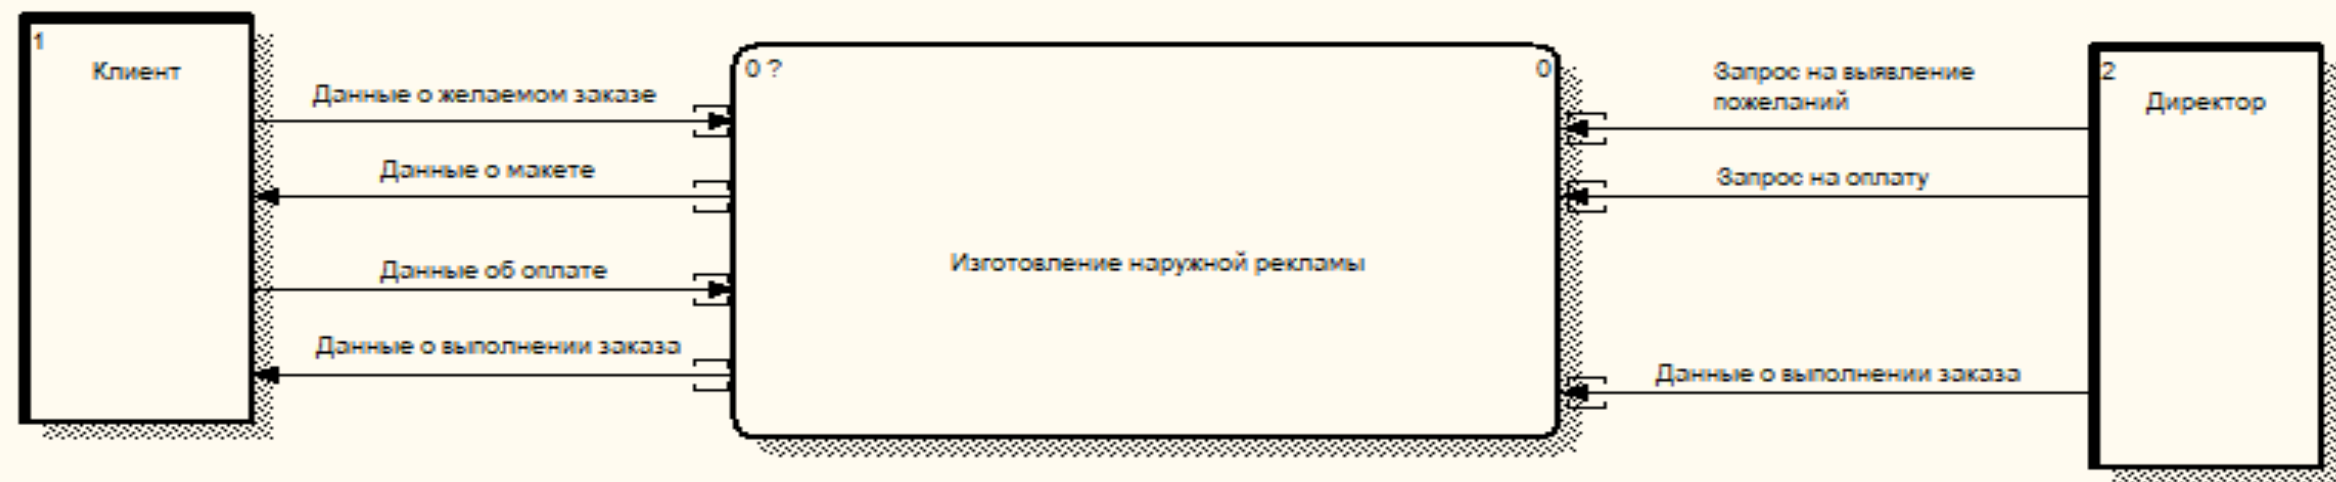 1
Клиент
Данные о желаемом заказе
Данные о макете
Данные об оплате
Данные о выполнении заказа
0 ?
0
Изготовление наружной рекламы
Запрос на выявление
пожеланий
Запрос на оплату
Данные о выполнении заказа
2
Директор